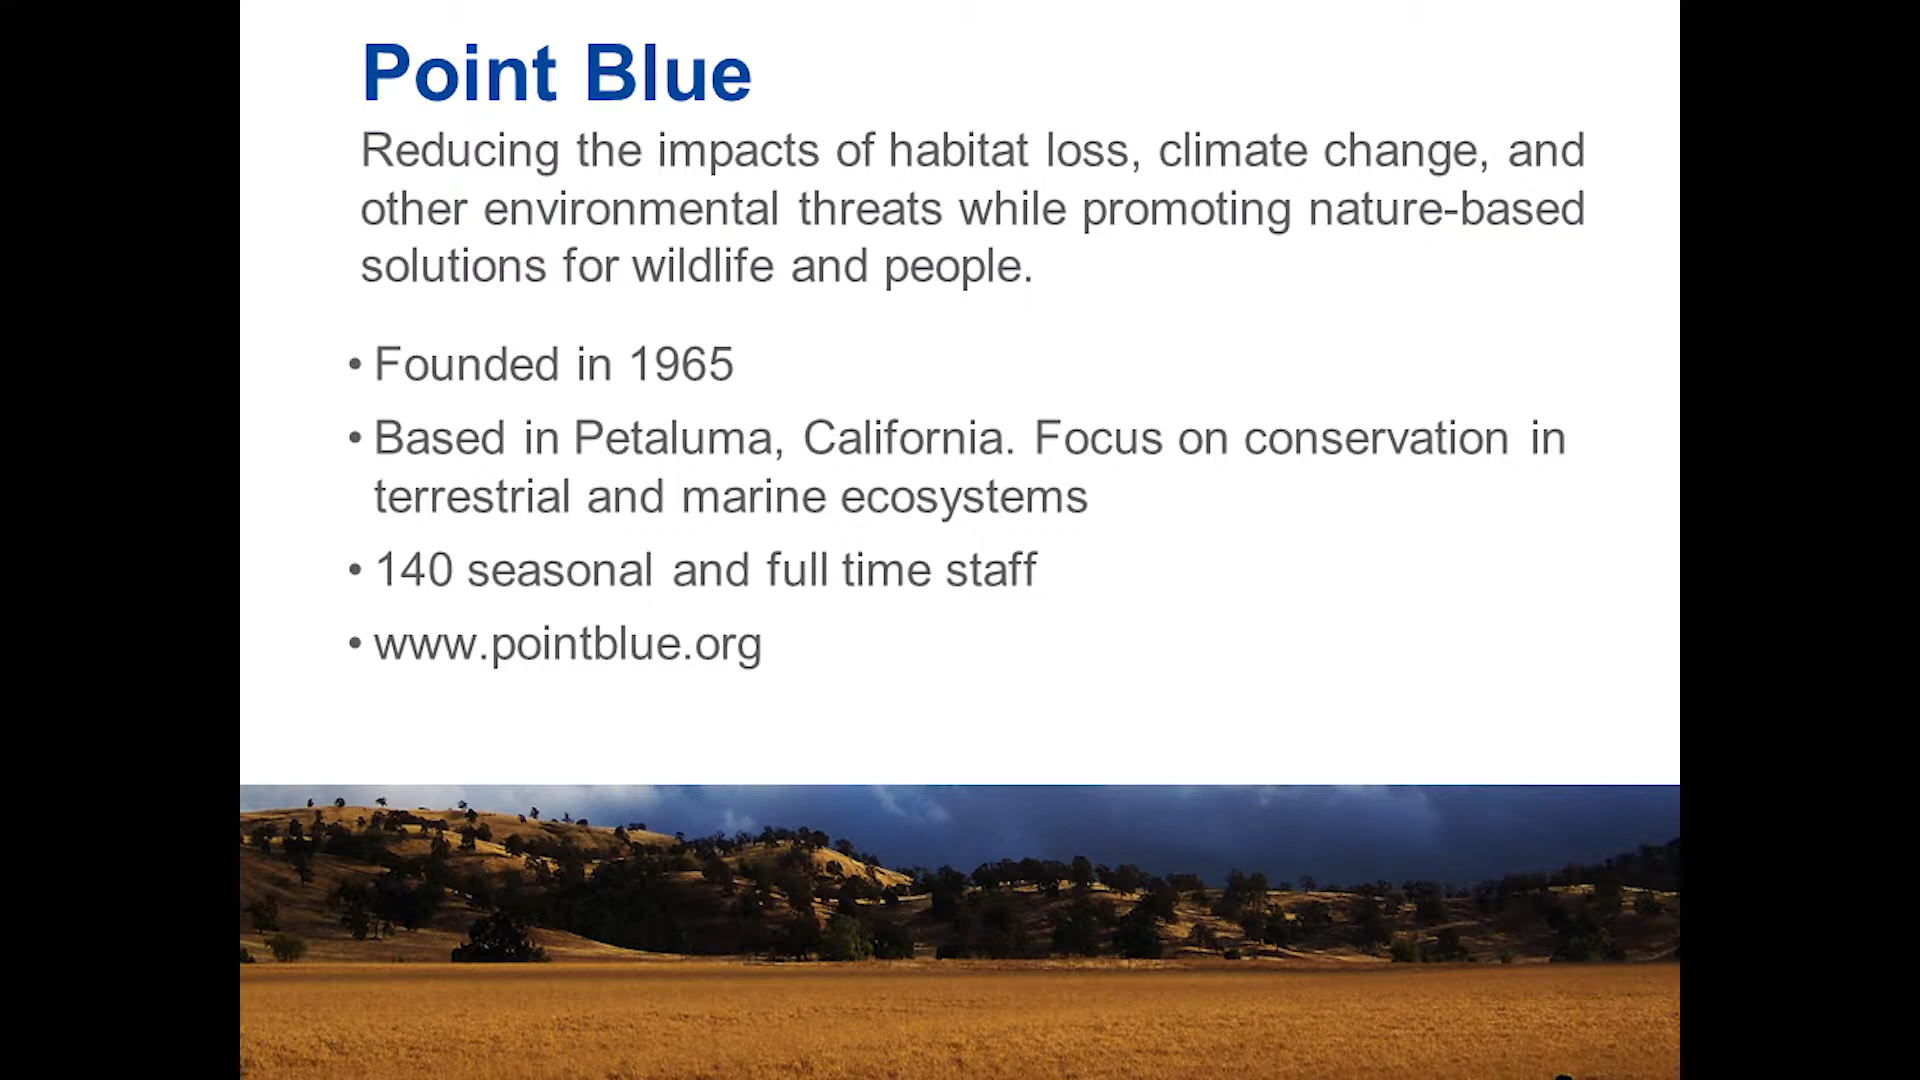 Point Blue
Reducing the impacts of habitat loss, climate change, and
other environmental threats while promoting nature-based
solutions for wildlife and people.
• Founded in 1965
• Based in Petaluma, California. Focus on conservation in
terrestrial and marine ecosystems
• 140 seasonal and full time staff
• www.pointblue.org